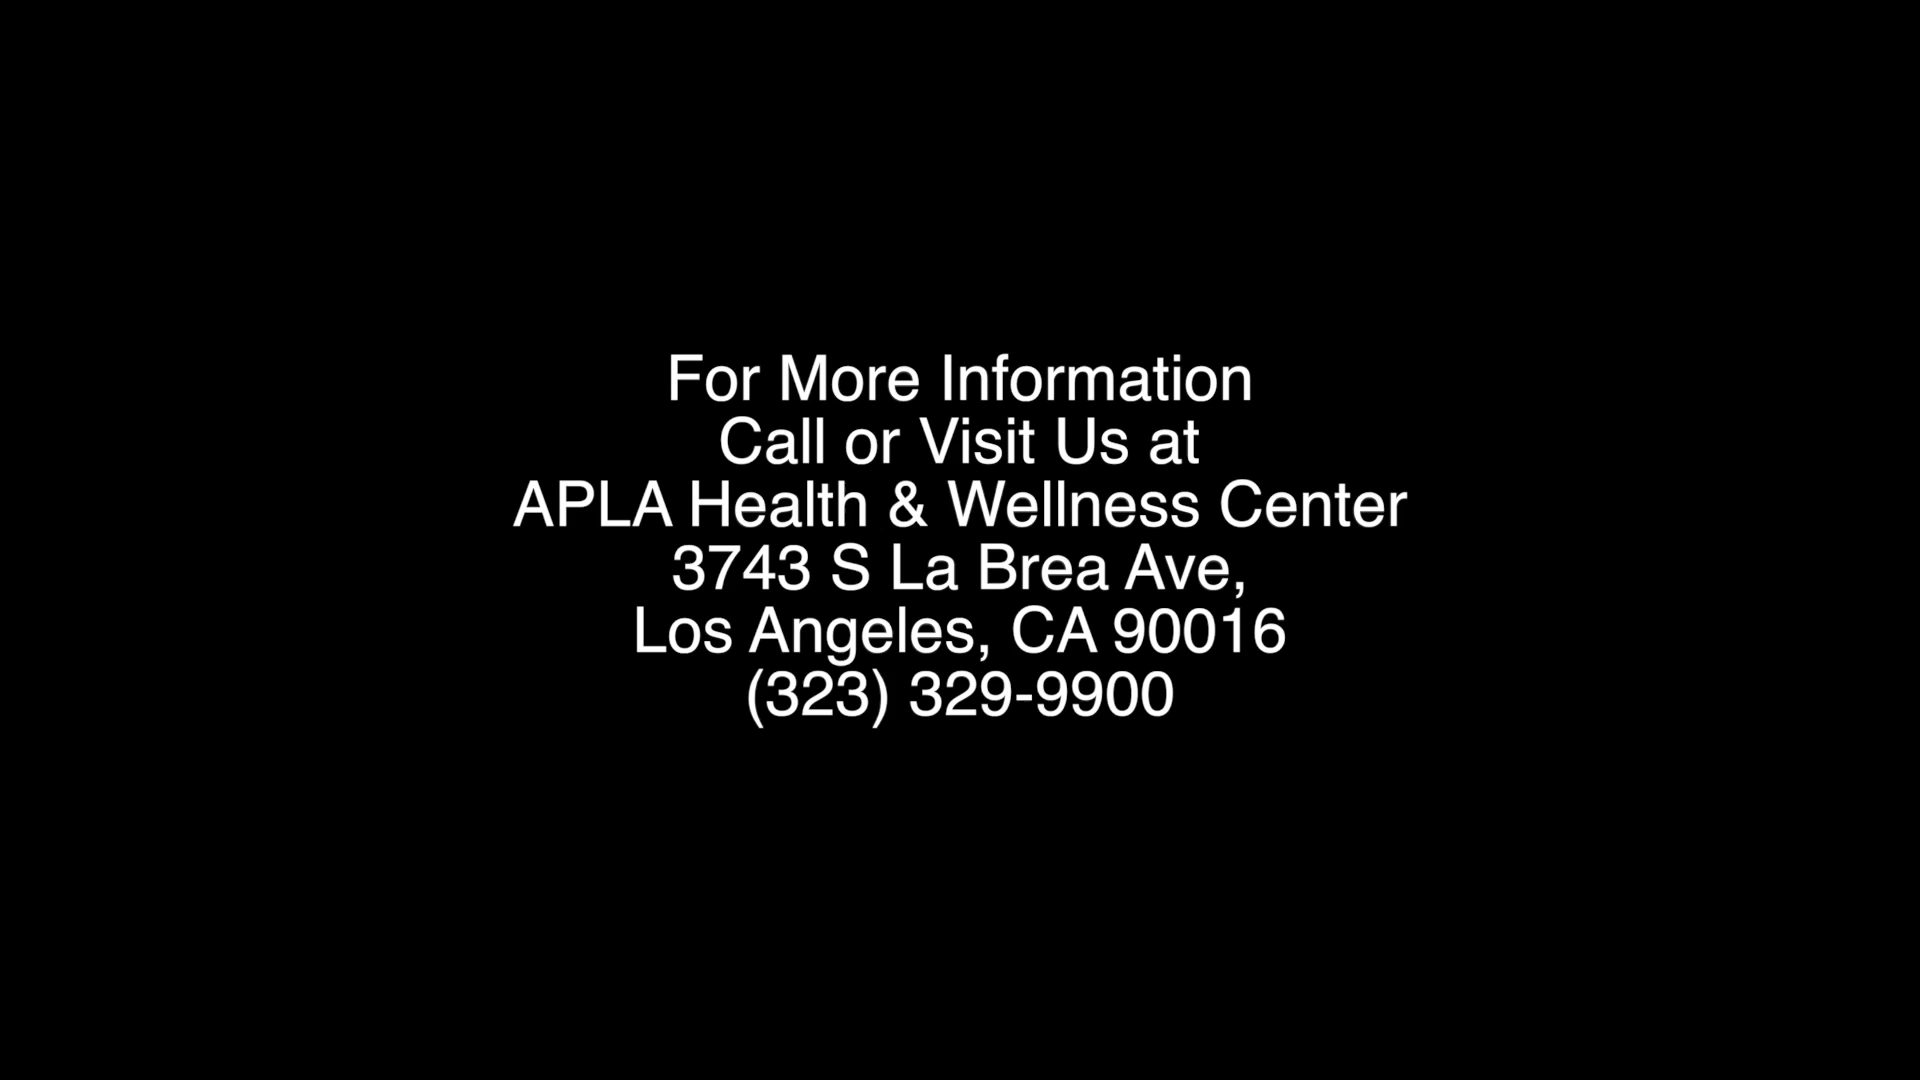 For More Information
Call or Visit Us at
APLA Health & Wellness Center
3743 S La Brea Ave,
Los Angeles, CA 90016
(323) 329-9900